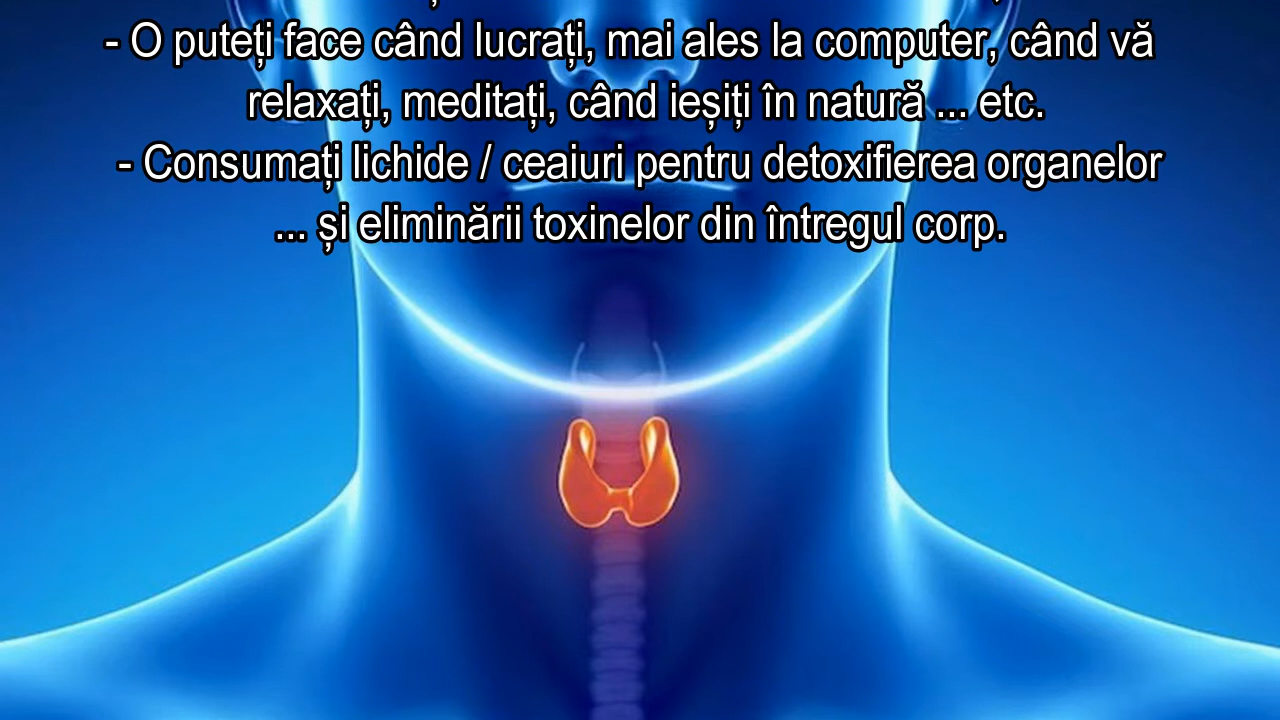 - O puteți face când lucrați, mai ales la computer, când vă
relaxați, meditați, când ieșiți în natură ... etc.
- Consumați lichide / ceaiuri pentru detoxifierea organelor
... și eliminării toxinelor din întregul corp.